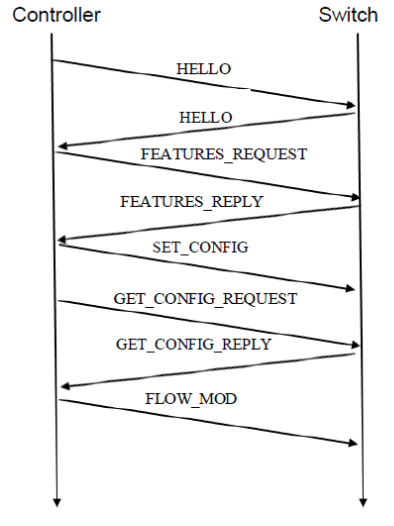 Controller
Switch
HELLO
HELLO
FEATURES_REQUEST
FEATURES_REPLY
SET_CONFIG
GET_CONFIG_REQUEST
GET_CONFIG_REPLY
FLOW_MOD